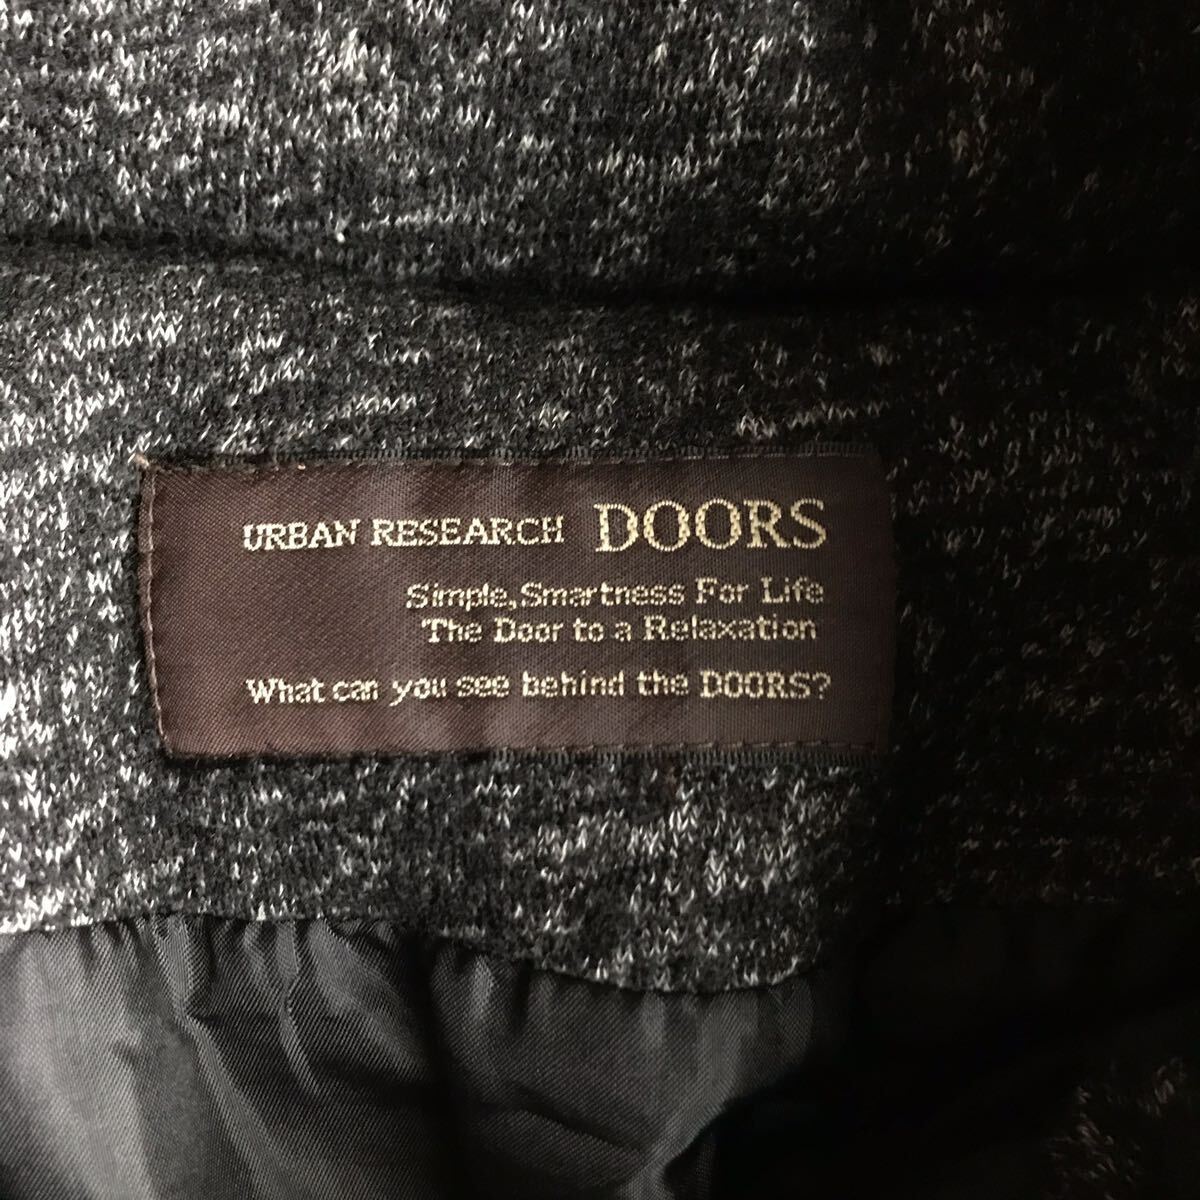 URBAN RESEARCH DOORS
Simple, Smartness For Life
The Door to a Relaxation
What can you see behind the DOORS?